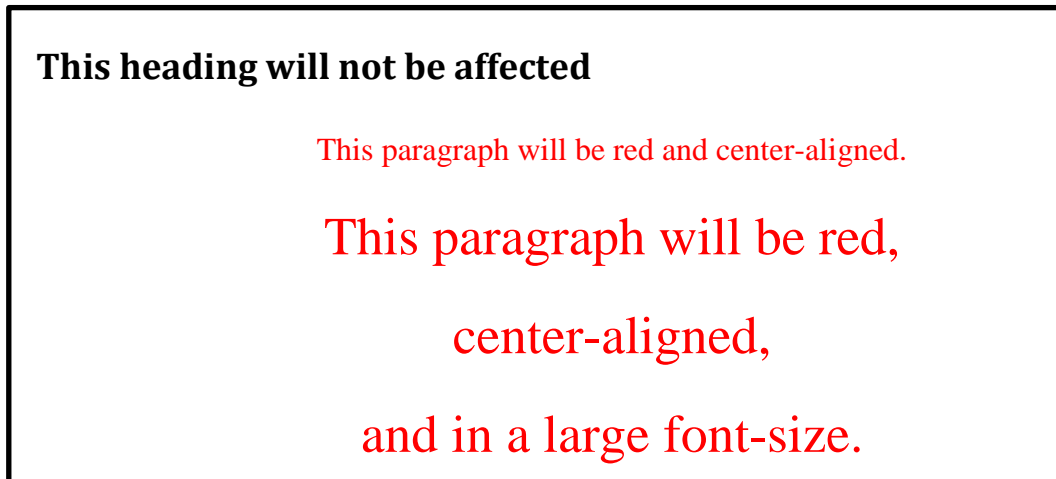 This heading will not be affected
This paragraph will be red and center-aligned.
This paragraph will be red,
center-aligned,
and in a large font-size.